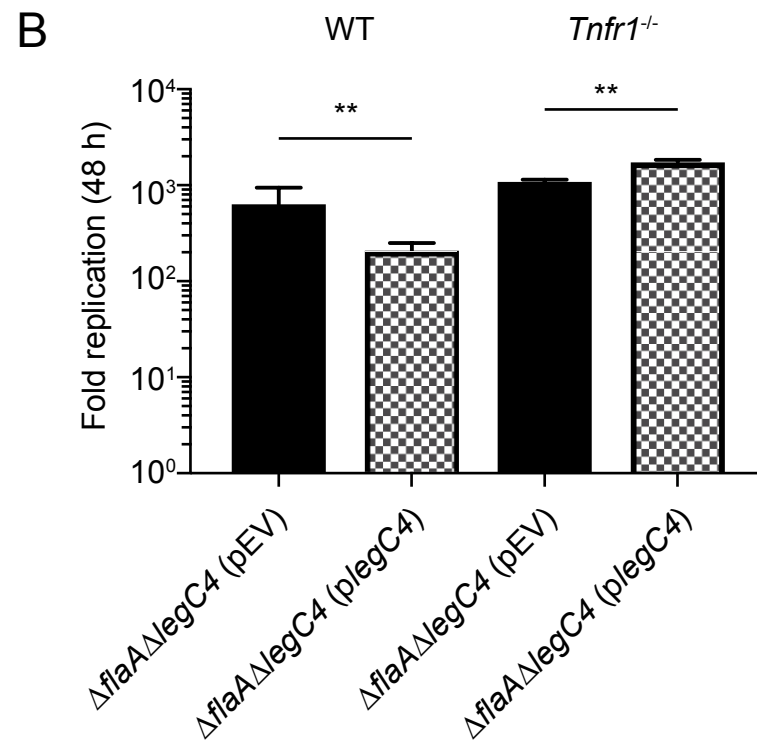 B
WT
Tnfr1-/-
**
**
Fold replication (48 h)
10⁴
10³
10²
10¹
10⁰
ΔflaAΔlegC4 (pEV)
ΔflaAΔlegC4 (plegC4)
ΔflaAΔlegC4 (pEV)
ΔflaAΔlegC4 (plegC4)